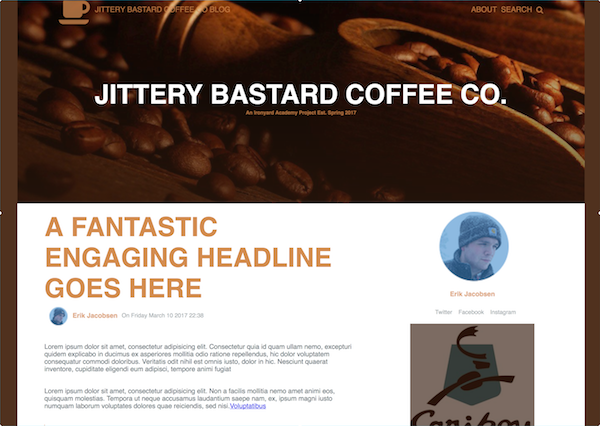 JITTERY BASTARD COFFEE CO BLOG
ABOUT SEARCH
JITTERY BASTARD COFFEE CO.
An Ironyard Academy Project Est. Spring 2017
A FANTASTIC
ENGAGING HEADLINE
GOES HERE
Erik Jacobsen On Friday March 10 2017 22:38
Lorem ipsum dolor sit amet, consectetur adipisicing elit. Consectetur quia id quam vellum nemo, excepturi
quidem explicabo in ducimus ex asperiores mollitia odio ratione repellendus, hic dolor voluptatem
consequatur commodi doloribus. Veritatis odit nihil est omnis iusto, dolor in hic. Nesciunt quaerat
inventore, cupiditate eligendi eum adipisci, tempore animi fugiat
Lorem ipsum dolor sit amet, consectetur adipisicing elit. Non a facilis mollitia nemo amet animi eos,
quisquam molestias. Tempora ut neque accusamus laudantium saepe nam, ex, ipsum magni iusto
numquam laborum voluptates dolores quae reiciendis, sed nisi.Voluptatibus
Erik Jacobsen
Twitter Facebook Instagram
Caribou